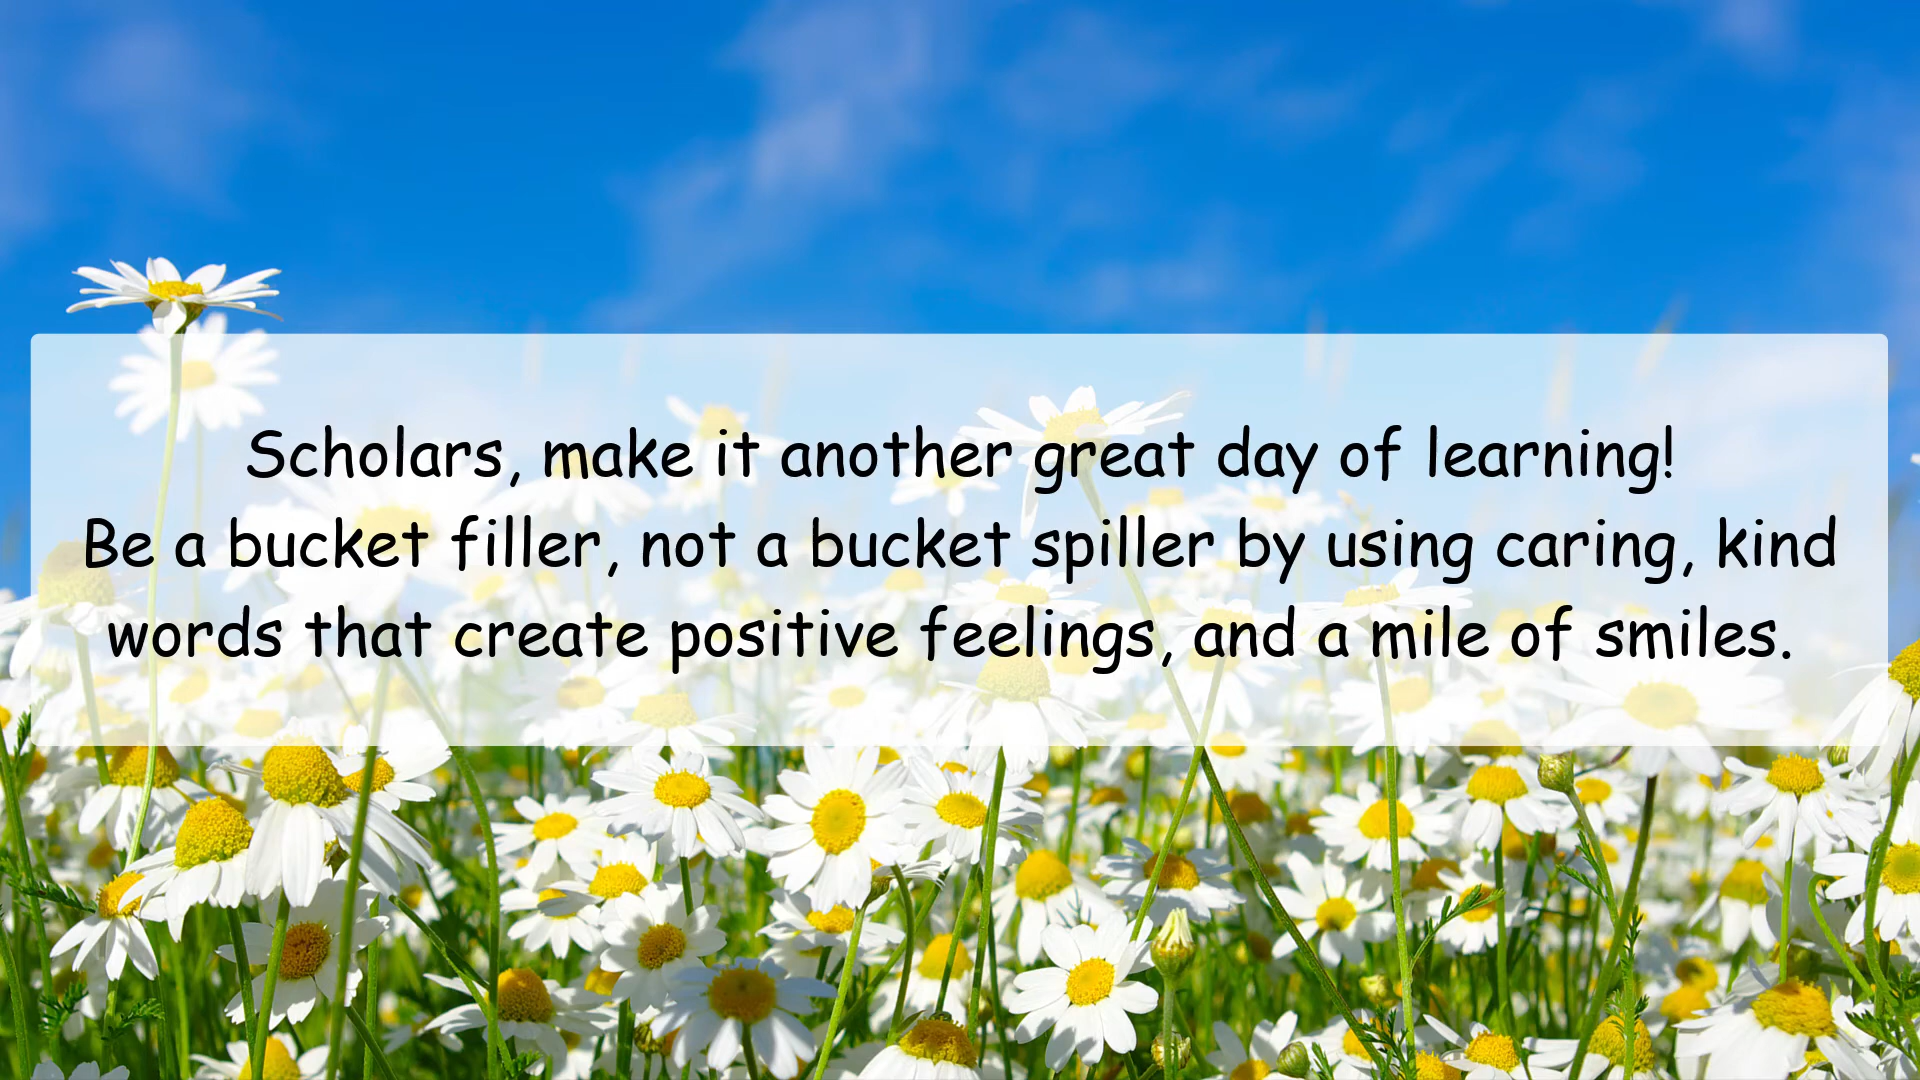 Scholars, make it another great day of learning!
Be a bucket filler, not a bucket spiller by using caring, kind
words that create positive feelings, and a mile of smiles.